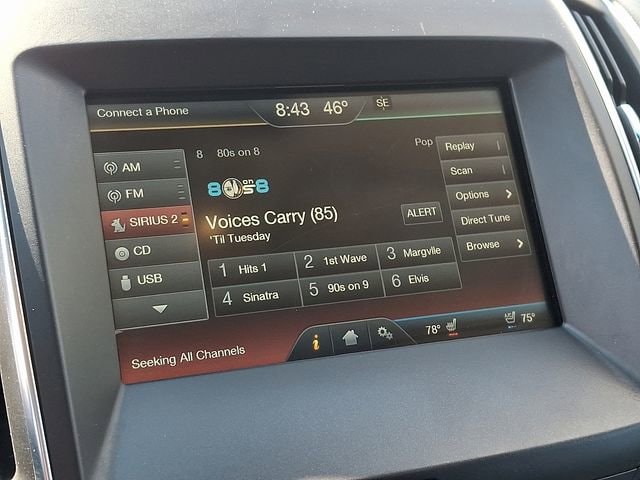 Connect a Phone
8:43 46° SE
AM
FM
SIRIUS 2
CD
USB
8 80s on 8
Pop
8 on 8
Voices Carry (85)
'Til Tuesday
ALERT
1 Hits 1
2 1st Wave
3 Margvlle
4 Sinatra
5 90s on 9
6 Elvis
Replay
Scan
Options
Direct Tune
Browse
Seeking All Channels
i
78°
75°